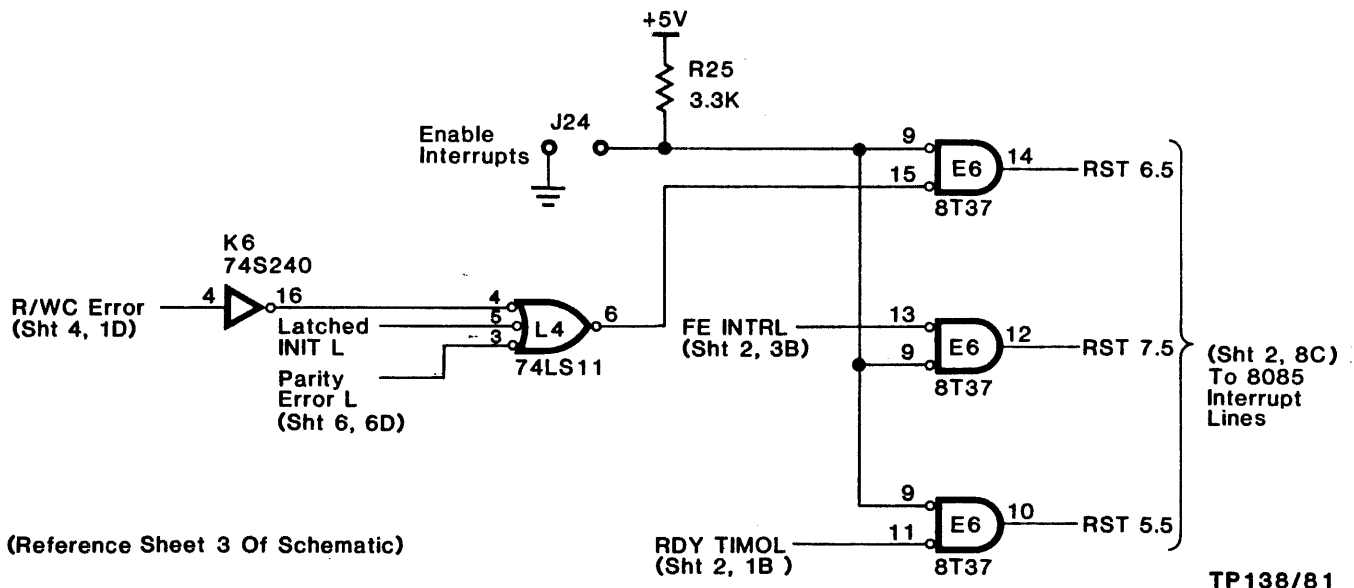 +5V
R25
3.3K
J24
Enable
Interrupts
9
14
E6
RST 6.5
15
8T37
K6
74S240
R/WC Error
(Sht 4, 1D)
4
16
4
5
3
L4
6
Latched
INIT L
74LS11
Parity
Error L
(Sht 6, 6D)
FE INTRL
(Sht 2, 3B)
13
12
E6
RST 7.5
9
8T37
(Sht 2, 8C)
To 8085
Interrupt
Lines
9
10
E6
RST 5.5
11
8T37
RDY TIMOL
(Sht 2, 1B )
(Reference Sheet 3 Of Schematic)
TP138/81